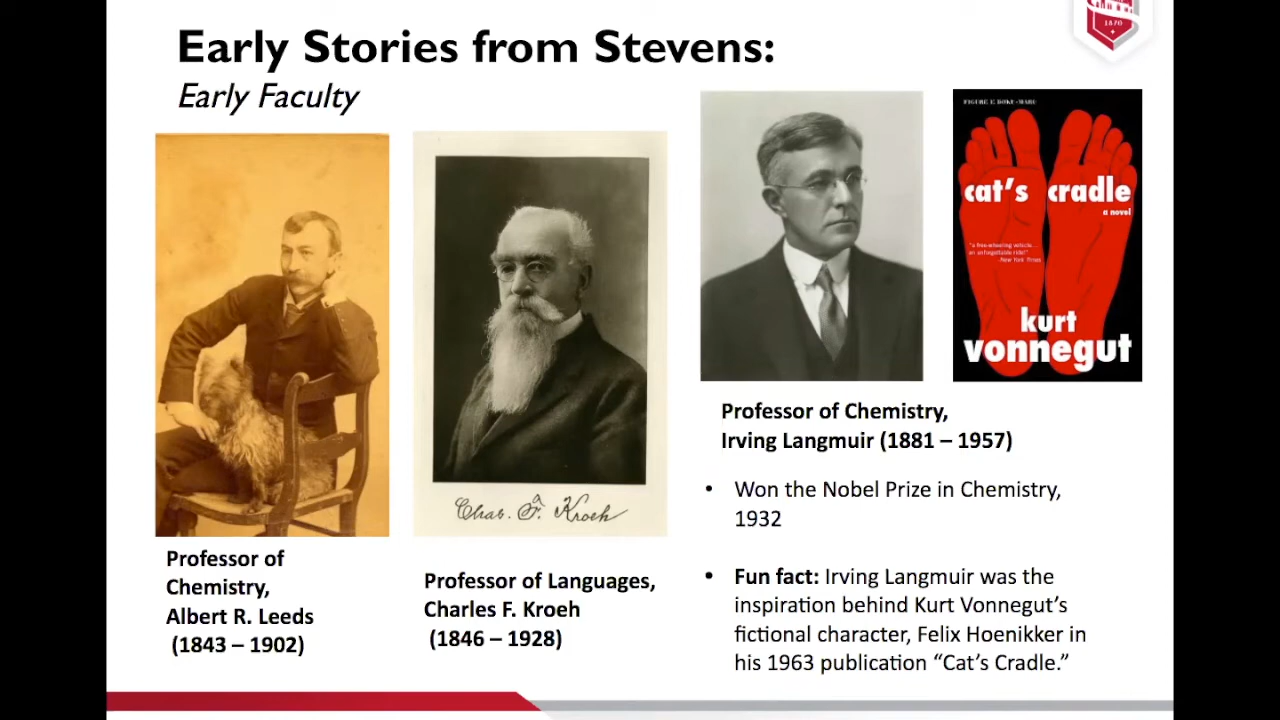 1870
Early Stories from Stevens:
Early Faculty
cat's cradle
a novel
"a free-wheeling vehicle...
an unforgettable ride!"
-New York Times
kurt
vonnegut
Chas. F. Kroeh
Professor of
Chemistry,
Albert R. Leeds
(1843 – 1902)
Professor of Languages,
Charles F. Kroeh
(1846 – 1928)
Professor of Chemistry,
Irving Langmuir (1881 – 1957)
• Won the Nobel Prize in Chemistry,
1932
• Fun fact: Irving Langmuir was the
inspiration behind Kurt Vonnegut's
fictional character, Felix Hoenikker in
his 1963 publication “Cat's Cradle.”